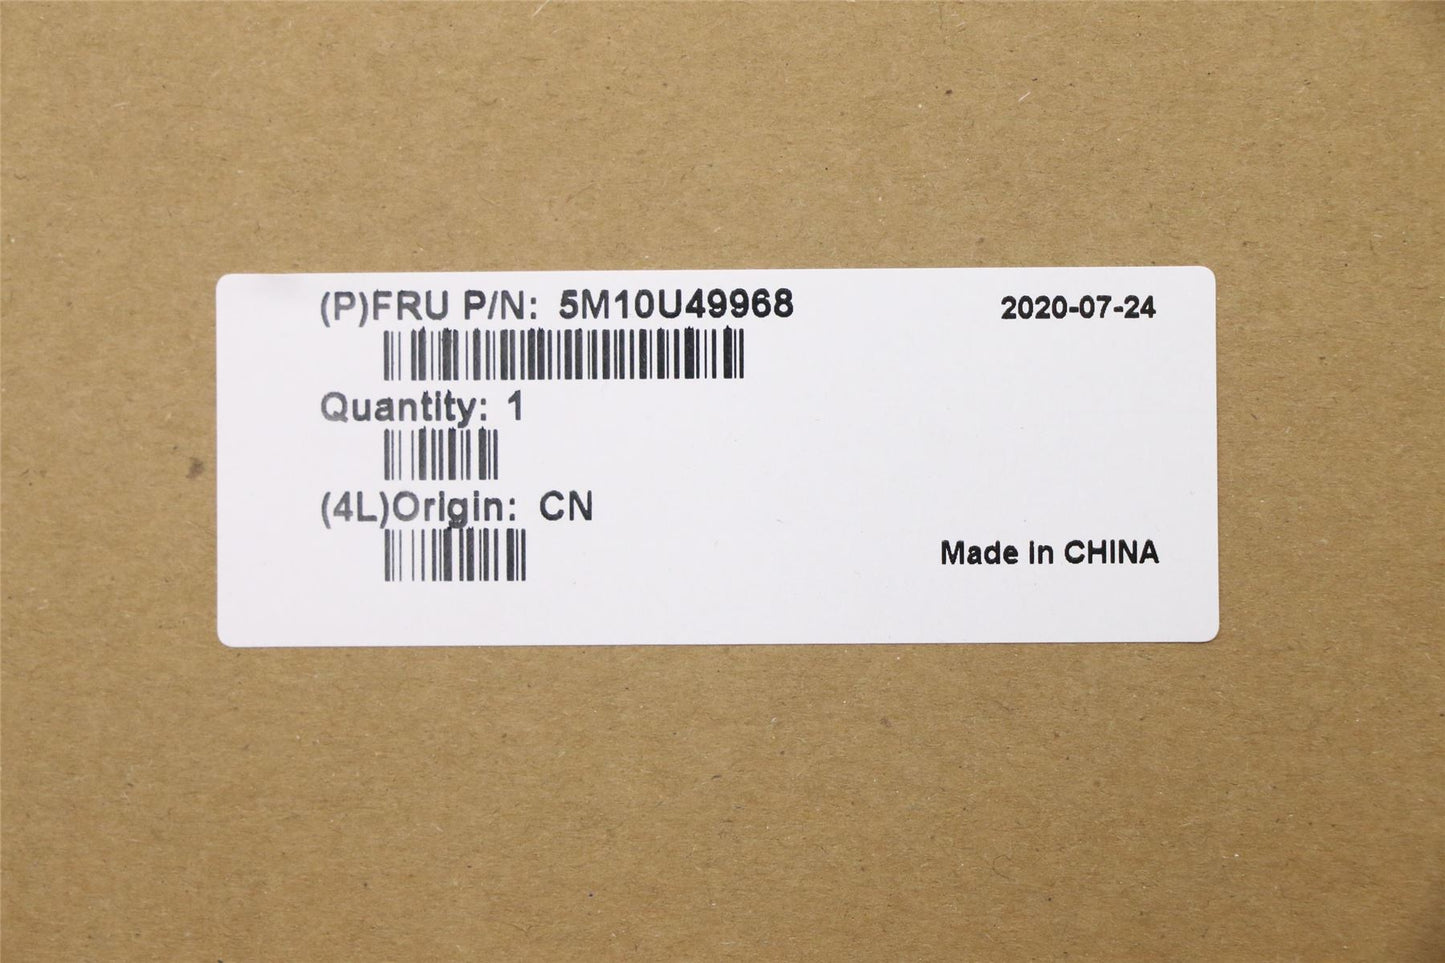 (P)FRU P/N: 5M10U49968
2020-07-24
Quantity: 1
(4L)Origin: CN
Made in CHINA